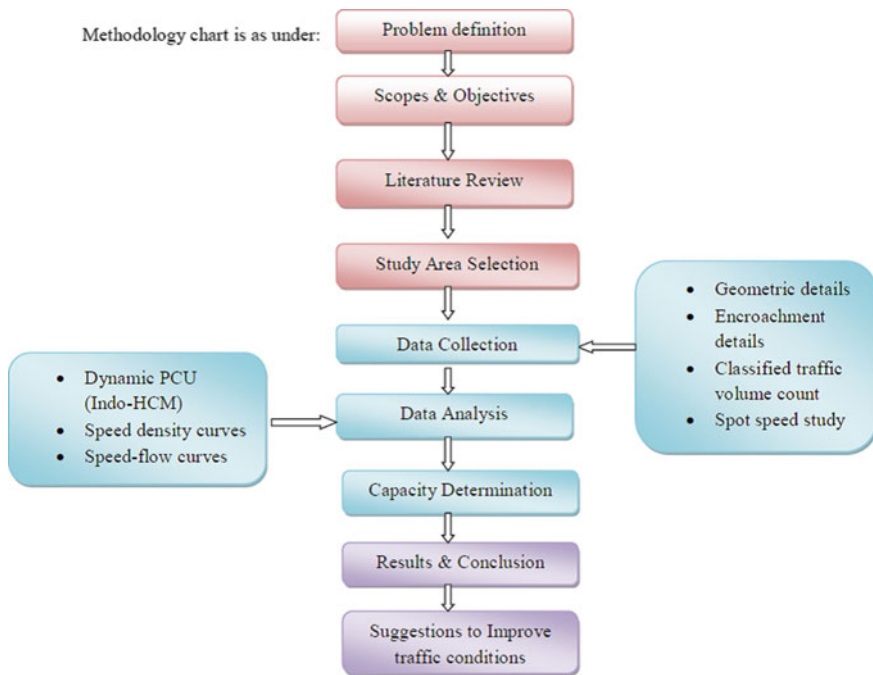 Methodology chart is as under:
Problem definition
Scopes & Objectives
Literature Review
Study Area Selection
• Geometric details
• Encroachment
details
• Classified traffic
volume count
• Spot speed study
Data Collection
• Dynamic PCU
(Indo-HCM)
• Speed density curves
• Speed-flow curves
Data Analysis
Capacity Determination
Results & Conclusion
Suggestions to Improve
traffic conditions